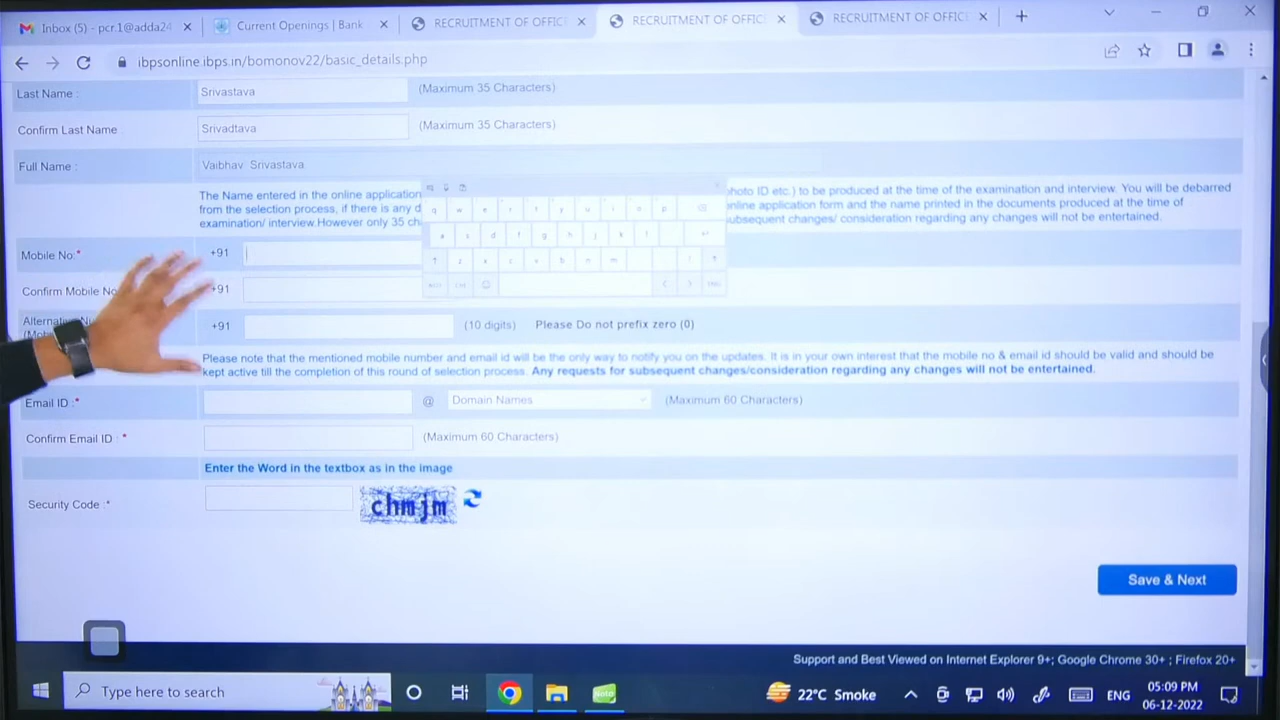 Inbox (5) - pcr.1@adda24
Current Openings | Bank
RECRUITMENT OF OFFIC
RECRUITMENT OF OFFIC
RECRUITMENT OF OFFIC
ibpsonline.ibps.in/bomonov22/basic_details.php
Last Name : Srivastava (Maximum 35 Characters)
Confirm Last Name Srivadtava (Maximum 35 Characters)
Full Name : Vaibhav Srivastava
The Name entered in the online application photo ID etc.) to be produced at the time of the examination and interview. You will be debarred
from the selection process, if there is any d online application form and the name printed in the documents produced at the time of
examination/ interview.However only 35 ch subsequent changes/ consideration regarding any changes will not be entertained.
q w e r t y u i o p
a s d f g h j k l
Mobile No:* +91
z x c v b n m
Confirm Mobile No +91
Alternative Nu +91 (10 digits) Please Do not prefix zero (0)
(Mobi
Please note that the mentioned mobile number and email id will be the only way to notify you on the updates. It is in your own interest that the mobile no & email id should be valid and should be
kept active till the completion of this round of selection process. Any requests for subsequent changes/consideration regarding any changes will not be entertained.
Email ID :* @ Domain Names (Maximum 60 Characters)
Confirm Email ID : * (Maximum 60 Characters)
Enter the Word in the textbox as in the image
Security Code :* chmjm
Save & Next
Support and Best Viewed on Internet Explorer 9+; Google Chrome 30+ ; Firefox 20+
Type here to search
22°C Smoke
ENG
05:09 PM
06-12-2022